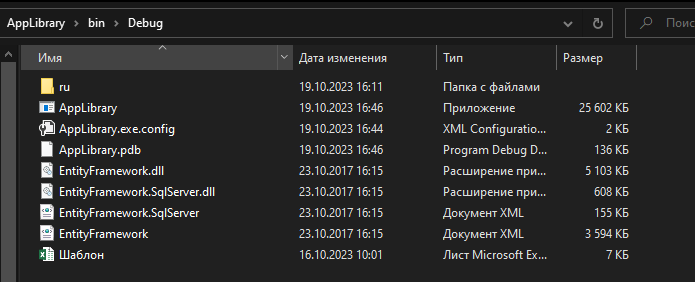 AppLibrary > bin > Debug Поис
Имя Дата изменения Тип Размер
ru 19.10.2023 16:11 Папка с файлами
AppLibrary 19.10.2023 16:46 Приложение 25 602 КБ
AppLibrary.exe.config 19.10.2023 16:44 XML Configuratio... 2 КБ
AppLibrary.pdb 19.10.2023 16:46 Program Debug D... 136 КБ
EntityFramework.dll 23.10.2017 16:15 Расширение при... 5 103 КБ
EntityFramework.SqlServer.dll 23.10.2017 16:15 Расширение при... 608 КБ
EntityFramework.SqlServer 23.10.2017 16:15 Документ XML 155 КБ
EntityFramework 23.10.2017 16:15 Документ XML 3 594 КБ
Шаблон 16.10.2023 10:01 Лист Microsoft Ex... 7 КБ